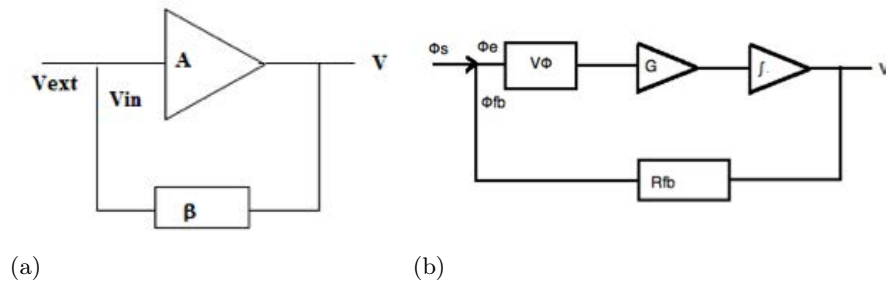 A
V
Vext
Vin
β
(a)
Φs
Φe
VΦ
G
∫.
V
Φfb
Rfb
(b)